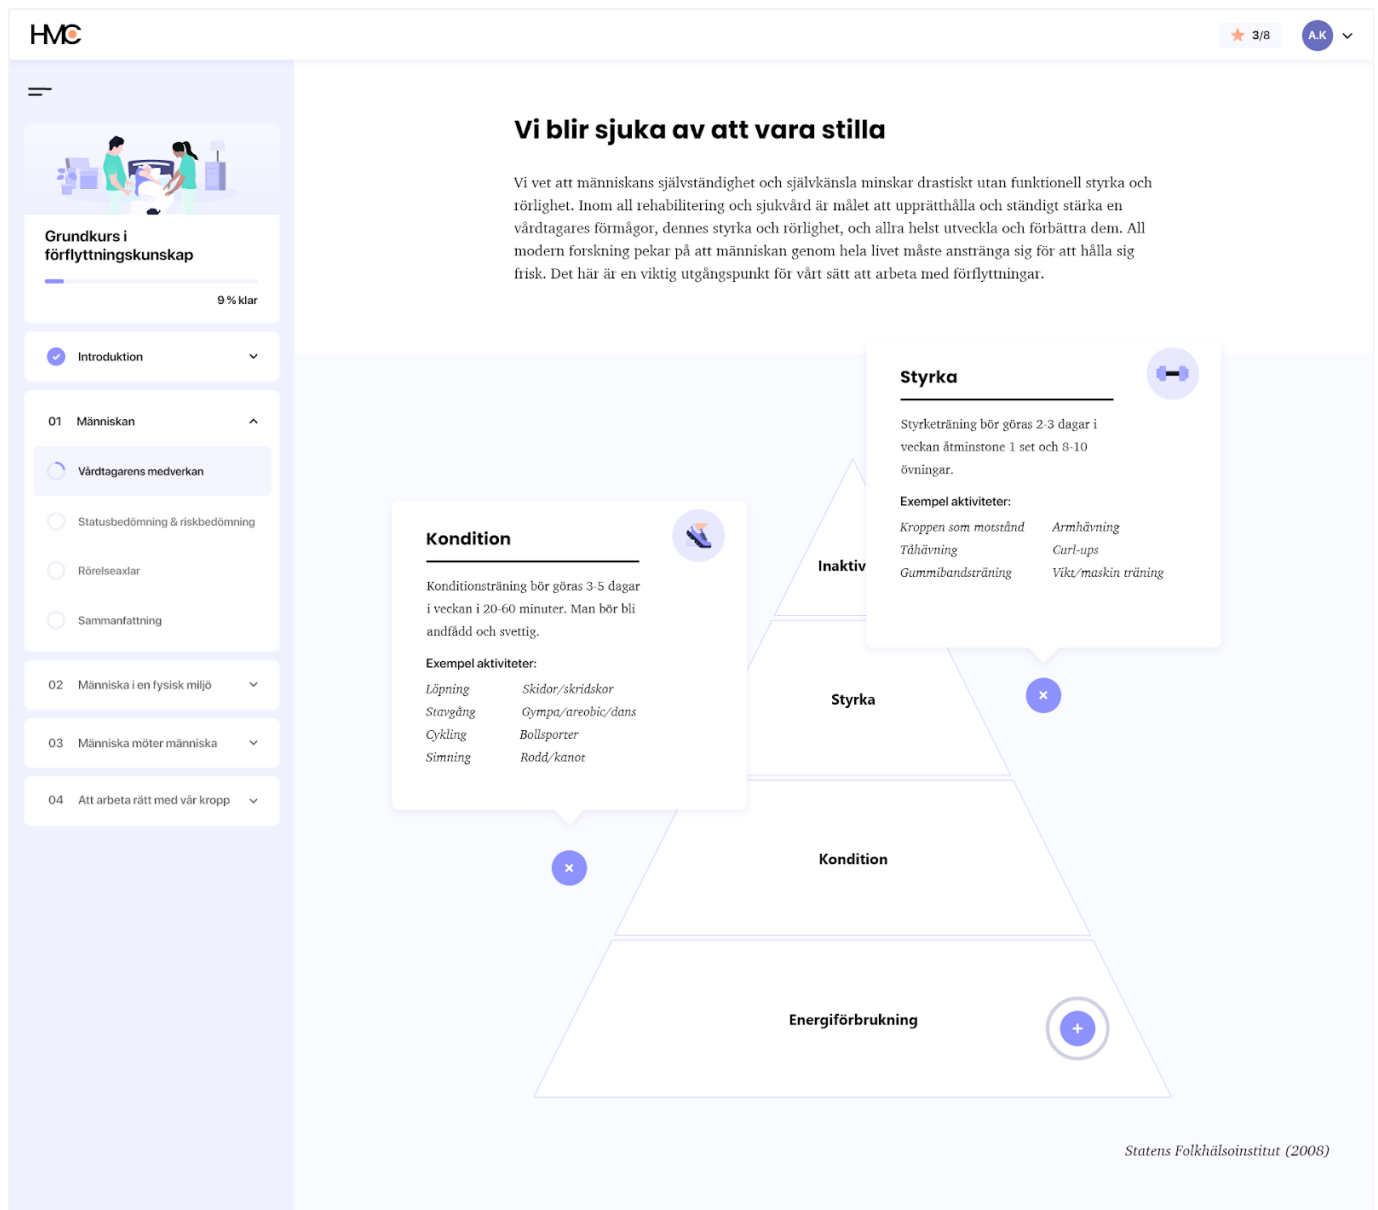 HMC
3/8
A.K
Grundkurs i
förflyttningskunskap
9 % klar
Introduktion
01 Människan
Vårdtagarens medverkan
Statusbedömning & riskbedömning
Rörelseaxlar
Sammanfattning
02 Människa i en fysisk miljö
03 Människa möter människa
04 Att arbeta rätt med vår kropp
Vi blir sjuka av att vara stilla
Vi vet att människans självständighet och självkänsla minskar drastiskt utan funktionell styrka och
rörlighet. Inom all rehabilitering och sjukvård är målet att upprätthålla och ständigt stärka en
vårdtagares förmågor, dennes styrka och rörlighet, och allra helst utveckla och förbättra dem. All
modern forskning pekar på att människan genom hela livet måste anstränga sig för att hålla sig
frisk. Det här är en viktig utgångspunkt för vårt sätt att arbeta med förflyttningar.
Styrka
Styrketräning bör göras 2-3 dagar i
veckan åtminstone 1 set och 8-10
övningar.
Exempel aktiviteter:
Kroppen som motstånd Armhävning
Tåhävning Curl-ups
Gummibandsträning Vikt/maskin träning
Kondition
Konditionsträning bör göras 3-5 dagar
i veckan i 20-60 minuter. Man bör bli
andfådd och svettig.
Exempel aktiviteter:
Löpning Skidor/skridskor
Stavgång Gympa/areobic/dans
Cykling Bollsporter
Simning Rodd/kanot
Inaktiv
Styrka
Kondition
Energiförbrukning
Statens Folkhälsoinstitut (2008)